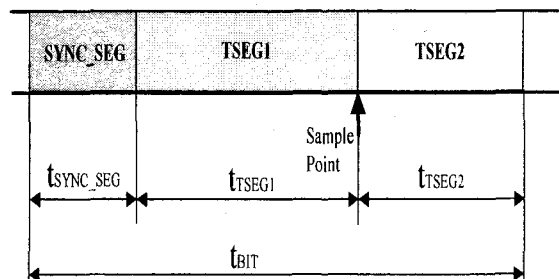 SYNC_SEG TSEG1 TSEG2
Sample
Point
tSYNC_SEG tTSEG1 tTSEG2
tBIT